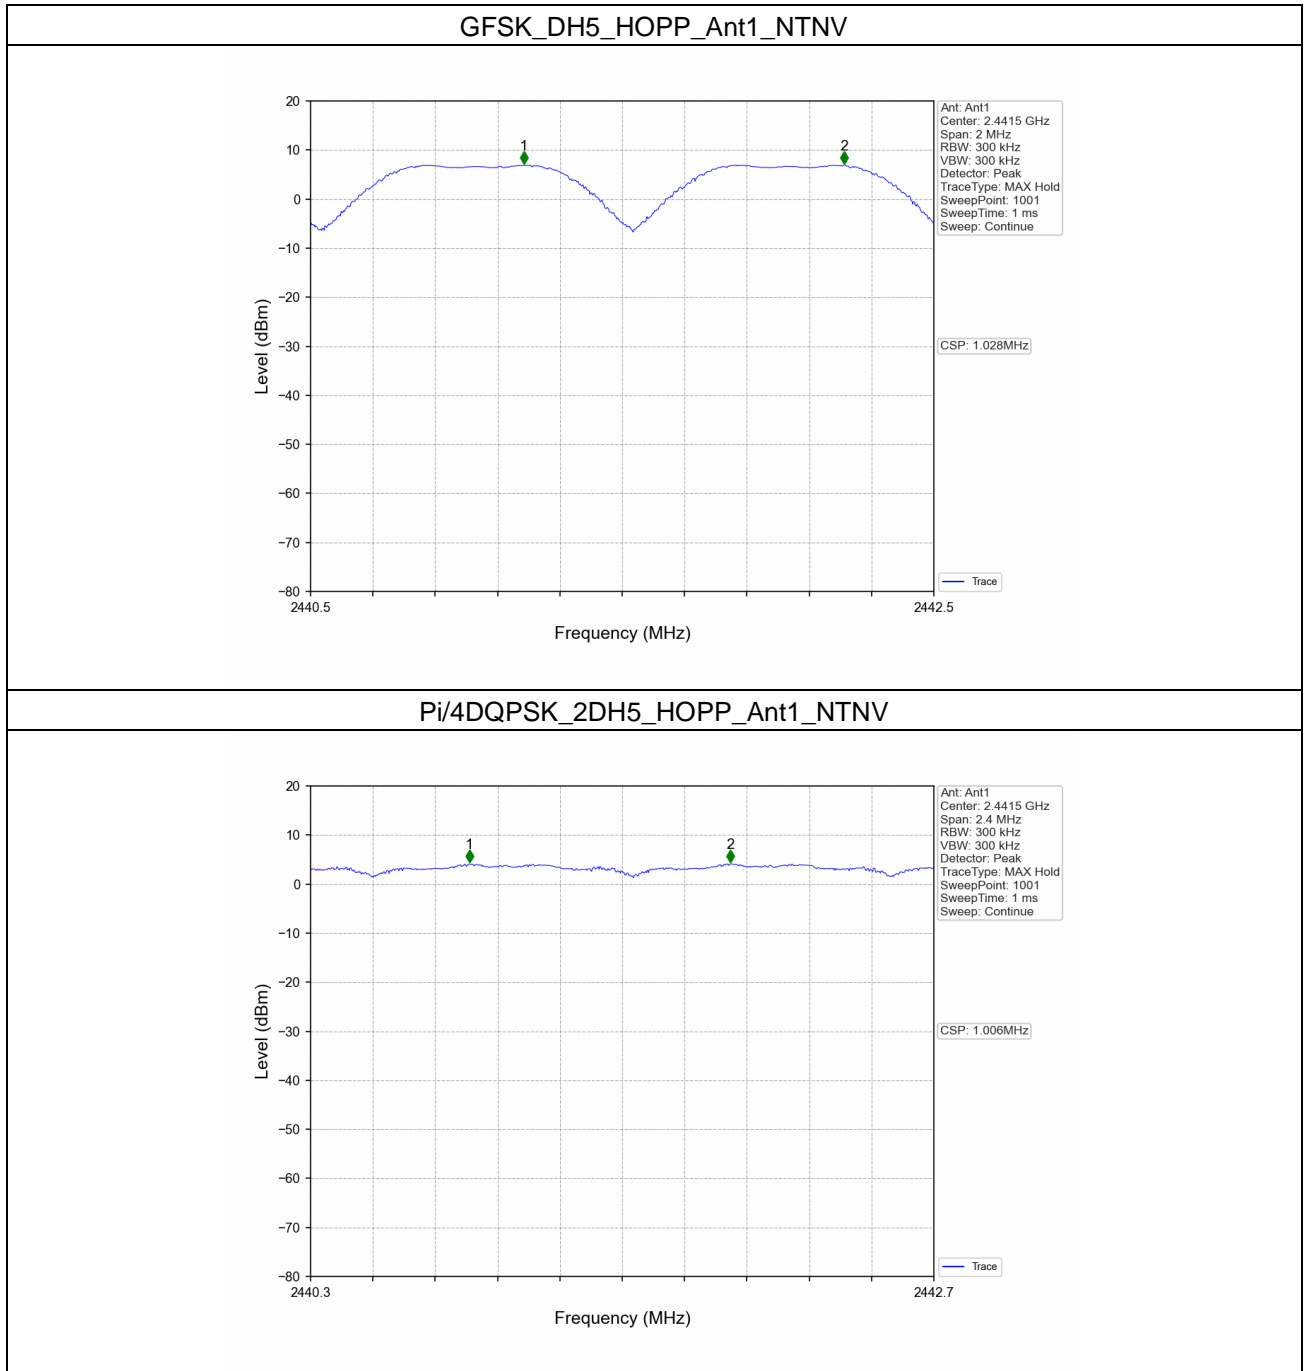 GFSK_DH5_HOPP_Ant1_NTNV
20
10
0
−10
−20
−30
−40
−50
−60
−70
−80
Level (dBm)
1
2
2440.5
2442.5
Frequency (MHz)
Ant: Ant1
Center: 2.4415 GHz
Span: 2 MHz
RBW: 300 kHz
VBW: 300 kHz
Detector: Peak
TraceType: MAX Hold
SweepPoint: 1001
SweepTime: 1 ms
Sweep: Continue
CSP: 1.028MHz
Trace
Pi/4DQPSK_2DH5_HOPP_Ant1_NTNV
20
10
0
−10
−20
−30
−40
−50
−60
−70
−80
Level (dBm)
1
2
2440.3
2442.7
Frequency (MHz)
Ant: Ant1
Center: 2.4415 GHz
Span: 2.4 MHz
RBW: 300 kHz
VBW: 300 kHz
Detector: Peak
TraceType: MAX Hold
SweepPoint: 1001
SweepTime: 1 ms
Sweep: Continue
CSP: 1.006MHz
Trace